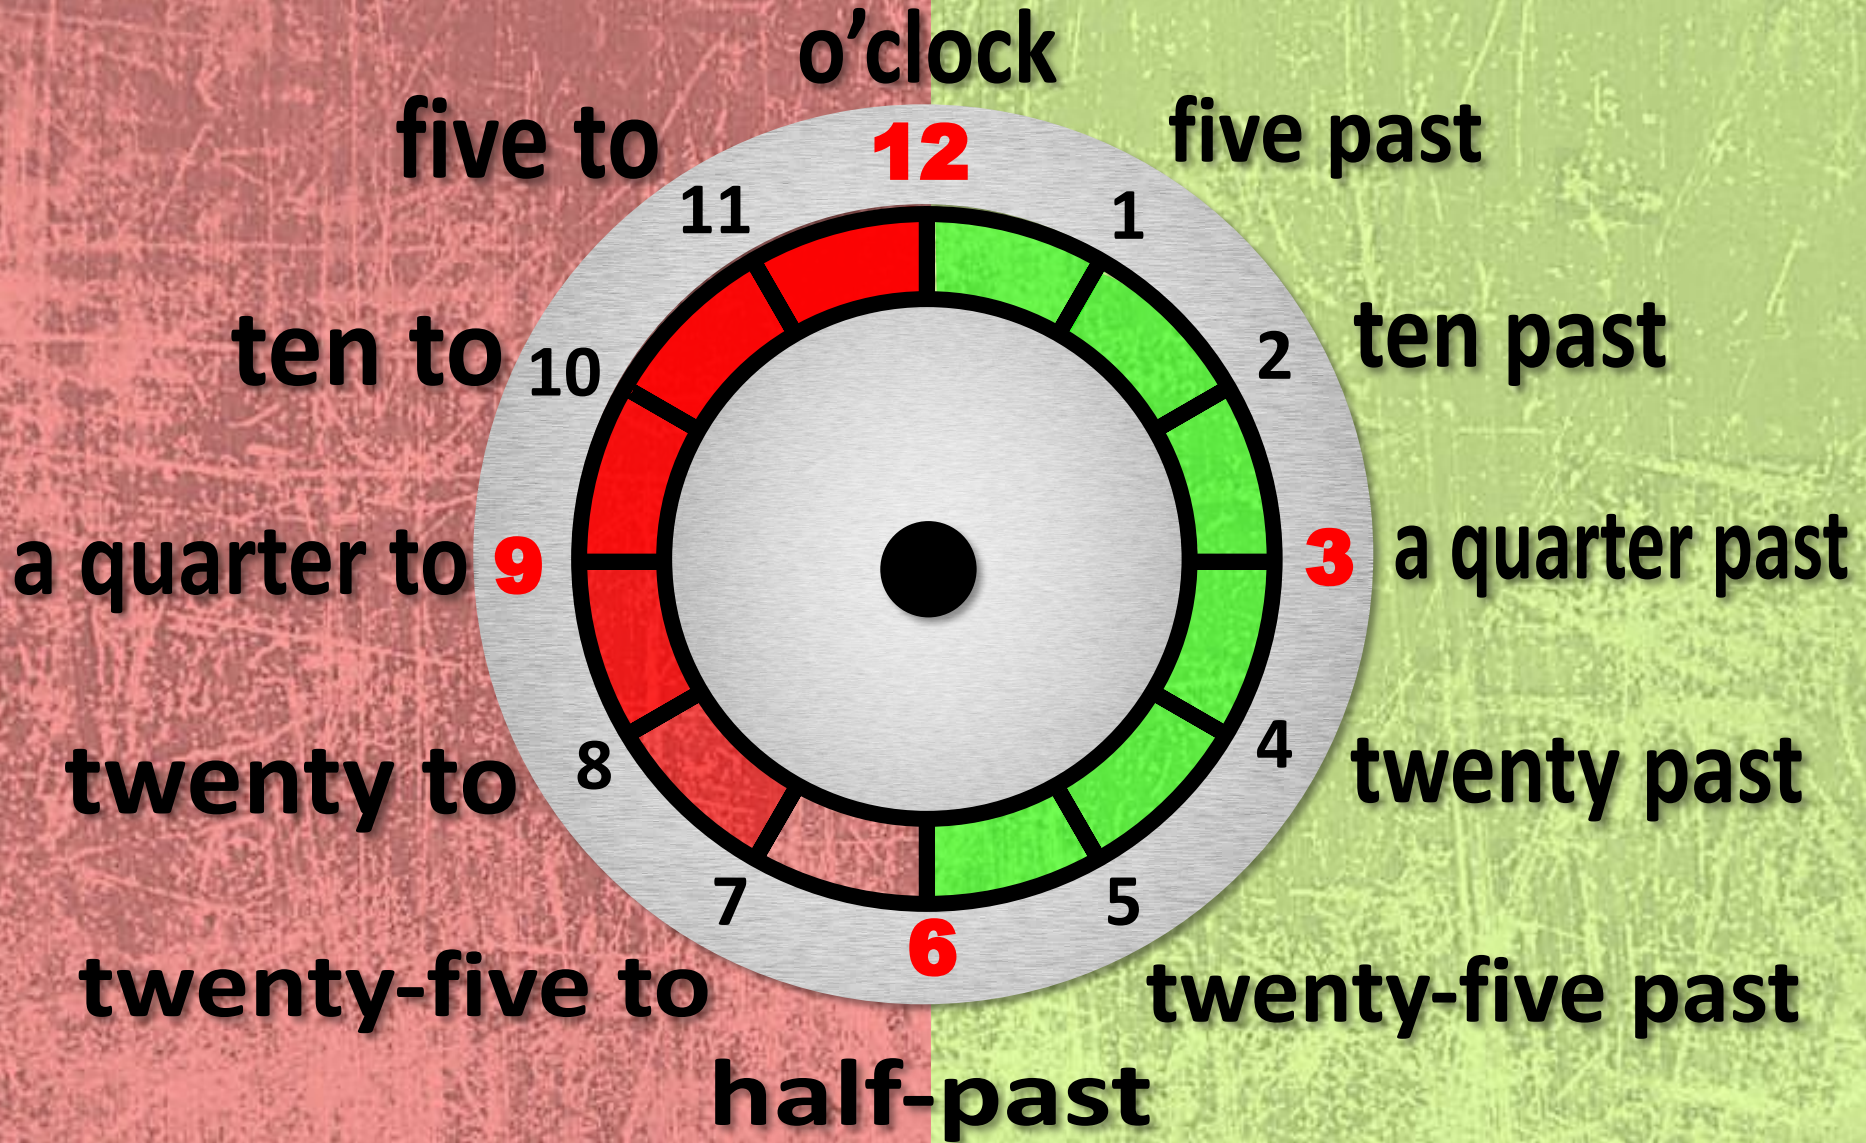 o’clock
five to
12
five past
11
1
ten to
10
2
ten past
a quarter to
9
3
a quarter past
twenty to
8
4
twenty past
7
5
6
twenty-five to
twenty-five past
half-past